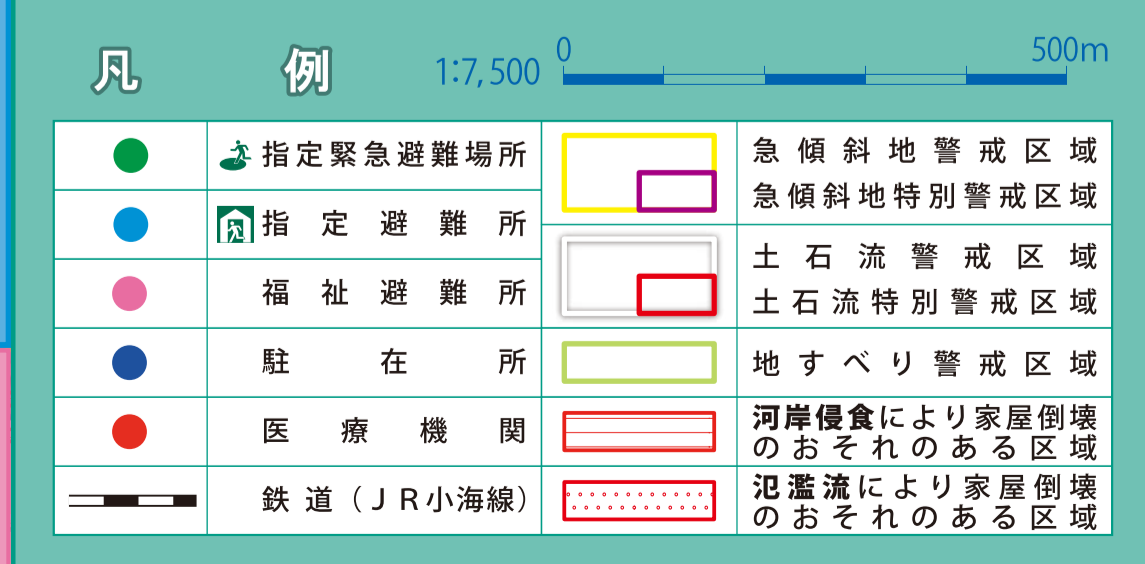 凡例
1:7,500
0 500m
指定緊急避難場所
指定避難所
福祉避難所
駐在所
医療機関
鉄道（JR小海線）
急傾斜地警戒区域
急傾斜地特別警戒区域
土石流警戒区域
土石流特別警戒区域
地すべり警戒区域
河岸侵食により家屋倒壊
のおそれのある区域
氾濫流により家屋倒壊
のおそれのある区域